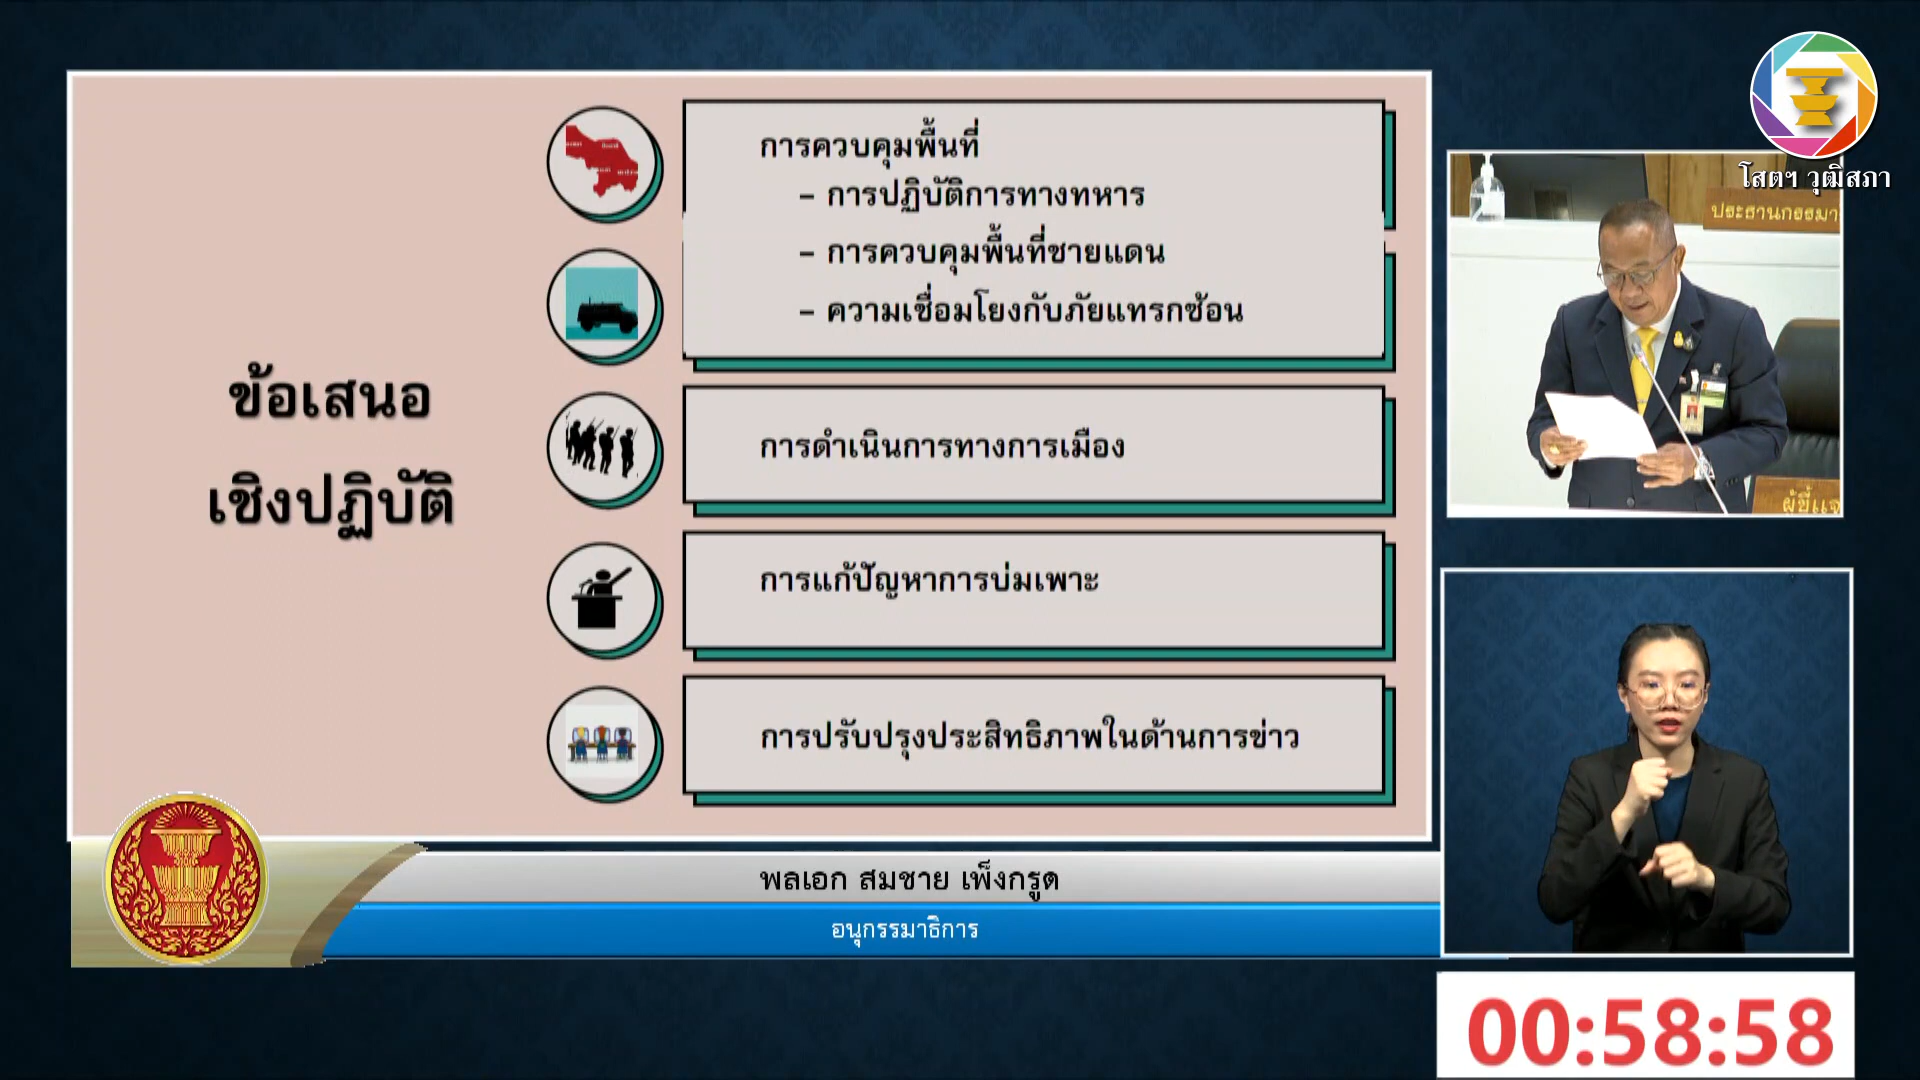 ข้อเสนอ
เชิงปฏิบัติ
การควบคุมพื้นที่
– การปฏิบัติการทางทหาร
– การควบคุมพื้นที่ชายแดน
– ความเชื่อมโยงกับภัยแทรกซ้อน
การดำเนินการทางการเมือง
การแก้ปัญหาการบ่มเพาะ
การปรับปรุงประสิทธิภาพในด้านการข่าว
โสตฯ วุฒิสภา
ประธานกรรมา
ผู้ชี้แจ
พลเอก สมชาย เพ็งกรูด
อนุกรรมาธิการ
00:58:58